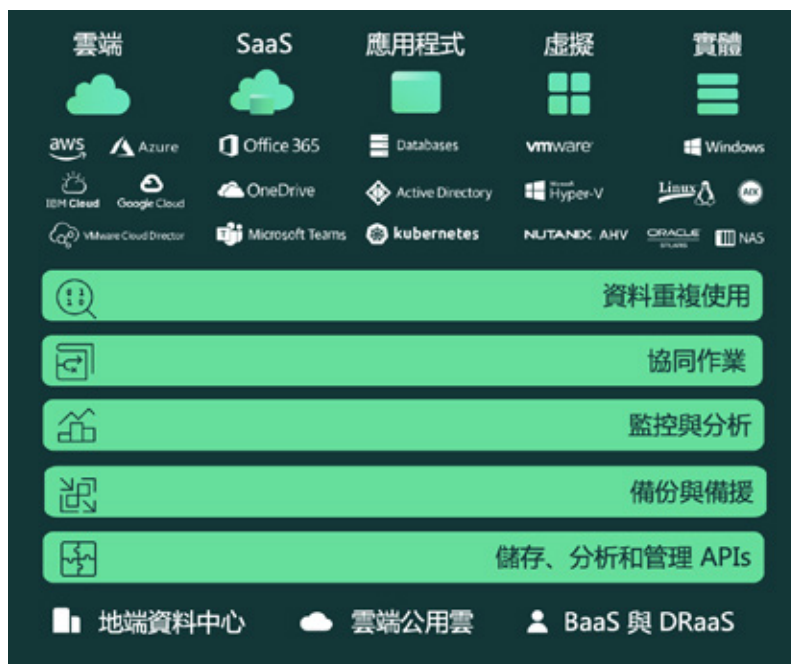 雲端 SaaS 應用程式 虛擬 實體
aws Azure Office 365 Databases vmware Windows
IBM Cloud Google Cloud OneDrive Active Directory Microsoft Hyper-V Linux AIX
VMware Cloud Director Microsoft Teams kubernetes NUTANIX AHV ORACLE SOLARIS NAS
資料重複使用
協同作業
監控與分析
備份與備援
儲存、分析和管理 APIs
地端資料中心 雲端公用雲 BaaS 與 DRaaS